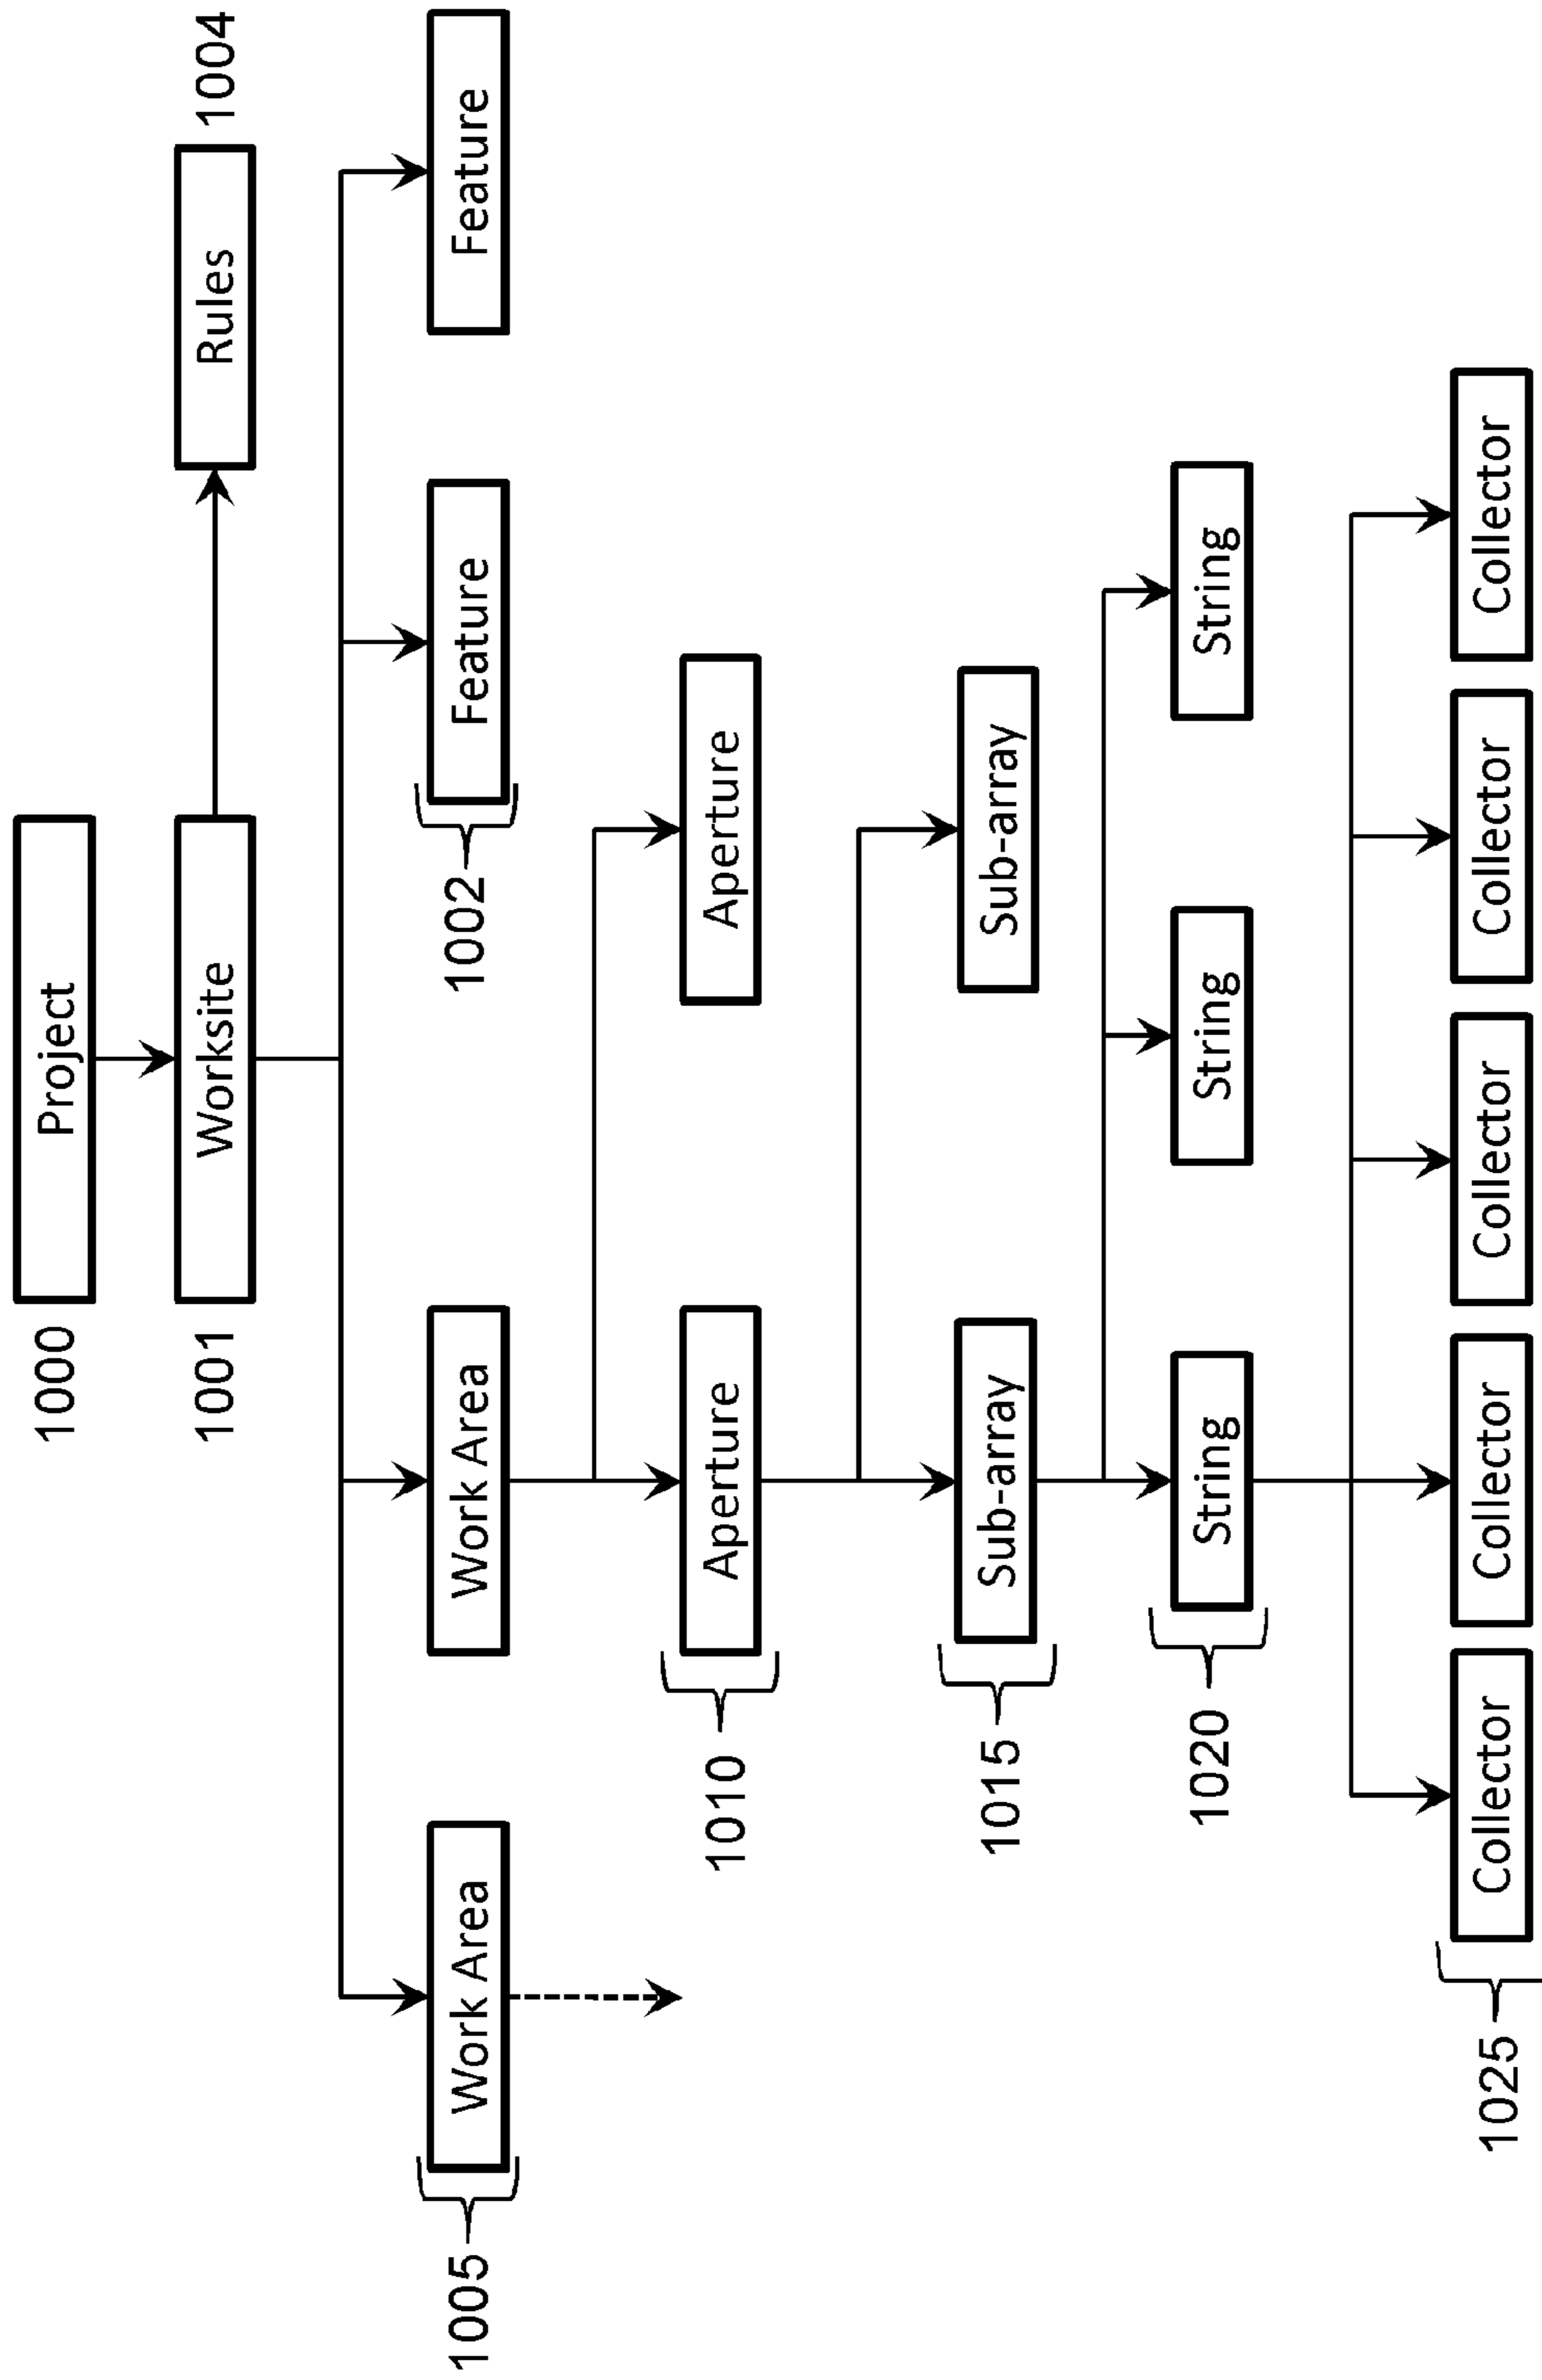 1000
Project
1001
Worksite
Rules
1004
1005
Work Area
Work Area
1002
Feature
Feature
1010
Aperture
Aperture
1015
Sub-array
Sub-array
1020
String
String
String
1025
Collector
Collector
Collector
Collector
Collector